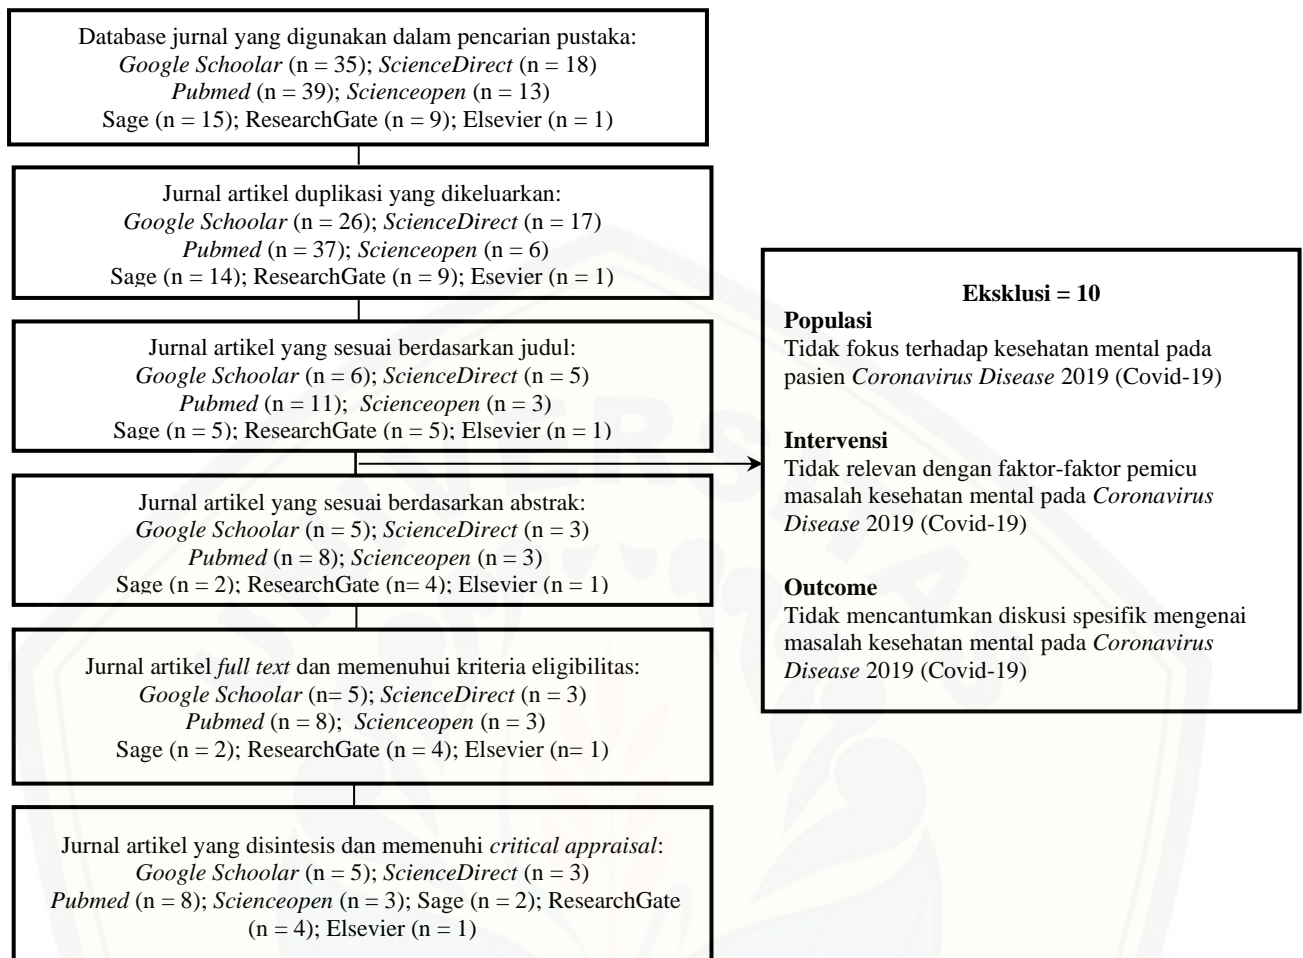 Database jurnal yang digunakan dalam pencarian pustaka:
Google Schoolar (n = 35); ScienceDirect (n = 18)
Pubmed (n = 39); Scienceopen (n = 13)
Sage (n = 15); ResearchGate (n = 9); Elsevier (n = 1)
Jurnal artikel duplikasi yang dikeluarkan:
Google Schoolar (n = 26); ScienceDirect (n = 17)
Pubmed (n = 37); Scienceopen (n = 6)
Sage (n = 14); ResearchGate (n = 9); Esevier (n = 1)
Jurnal artikel yang sesuai berdasarkan judul:
Google Schoolar (n = 6); ScienceDirect (n = 5)
Pubmed (n = 11); Scienceopen (n = 3)
Sage (n = 5); ResearchGate (n = 5); Elsevier (n = 1)
Jurnal artikel yang sesuai berdasarkan abstrak:
Google Schoolar (n = 5); ScienceDirect (n = 3)
Pubmed (n = 8); Scienceopen (n = 3)
Sage (n = 2); ResearchGate (n= 4); Elsevier (n = 1)
Jurnal artikel full text dan memenuhui kriteria eligibilitas:
Google Schoolar (n= 5); ScienceDirect (n = 3)
Pubmed (n = 8); Scienceopen (n = 3)
Sage (n = 2); ResearchGate (n = 4); Elsevier (n= 1)
Jurnal artikel yang disintesis dan memenuhi critical appraisal:
Google Schoolar (n = 5); ScienceDirect (n = 3)
Pubmed (n = 8); Scienceopen (n = 3); Sage (n = 2); ResearchGate
(n = 4); Elsevier (n = 1)
Eksklusi = 10
Populasi
Tidak fokus terhadap kesehatan mental pada
pasien Coronavirus Disease 2019 (Covid-19)
Intervensi
Tidak relevan dengan faktor-faktor pemicu
masalah kesehatan mental pada Coronavirus
Disease 2019 (Covid-19)
Outcome
Tidak mencantumkan diskusi spesifik mengenai
masalah kesehatan mental pada Coronavirus
Disease 2019 (Covid-19)
UNIVERSITAS